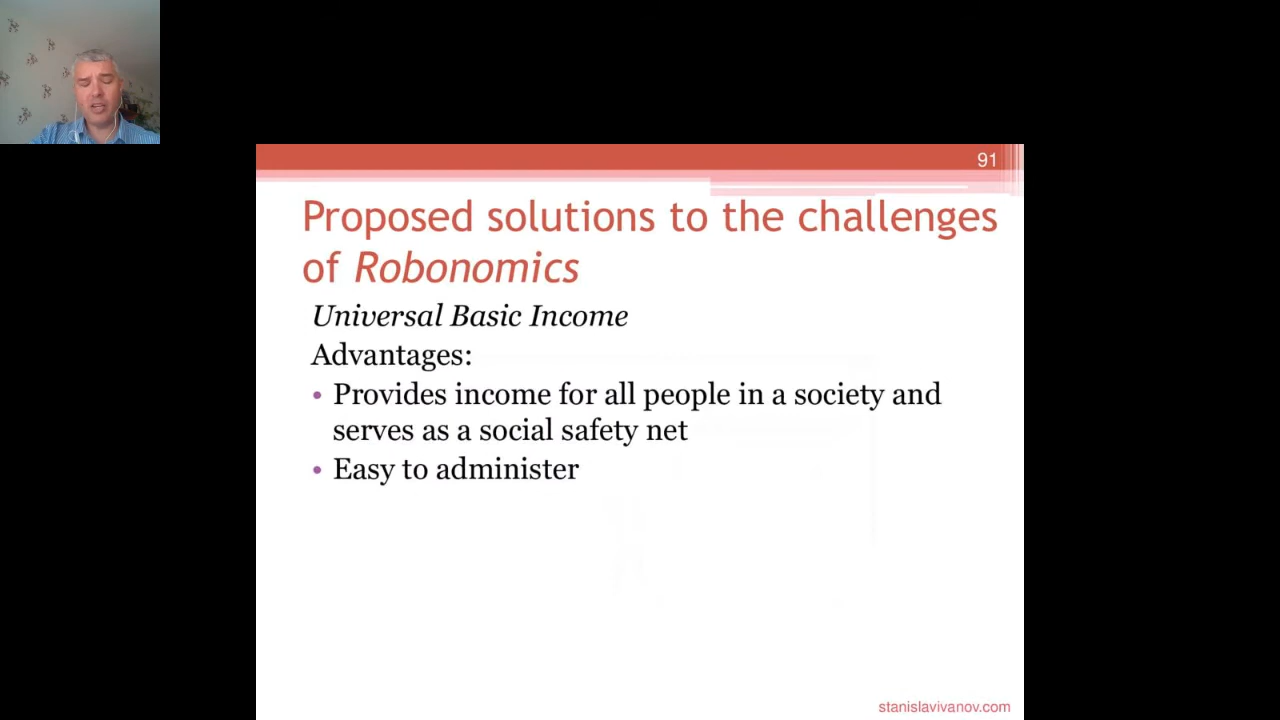 91
Proposed solutions to the challenges
of Robonomics
Universal Basic Income
Advantages:
• Provides income for all people in a society and
serves as a social safety net
• Easy to administer
stanislavivanov.com